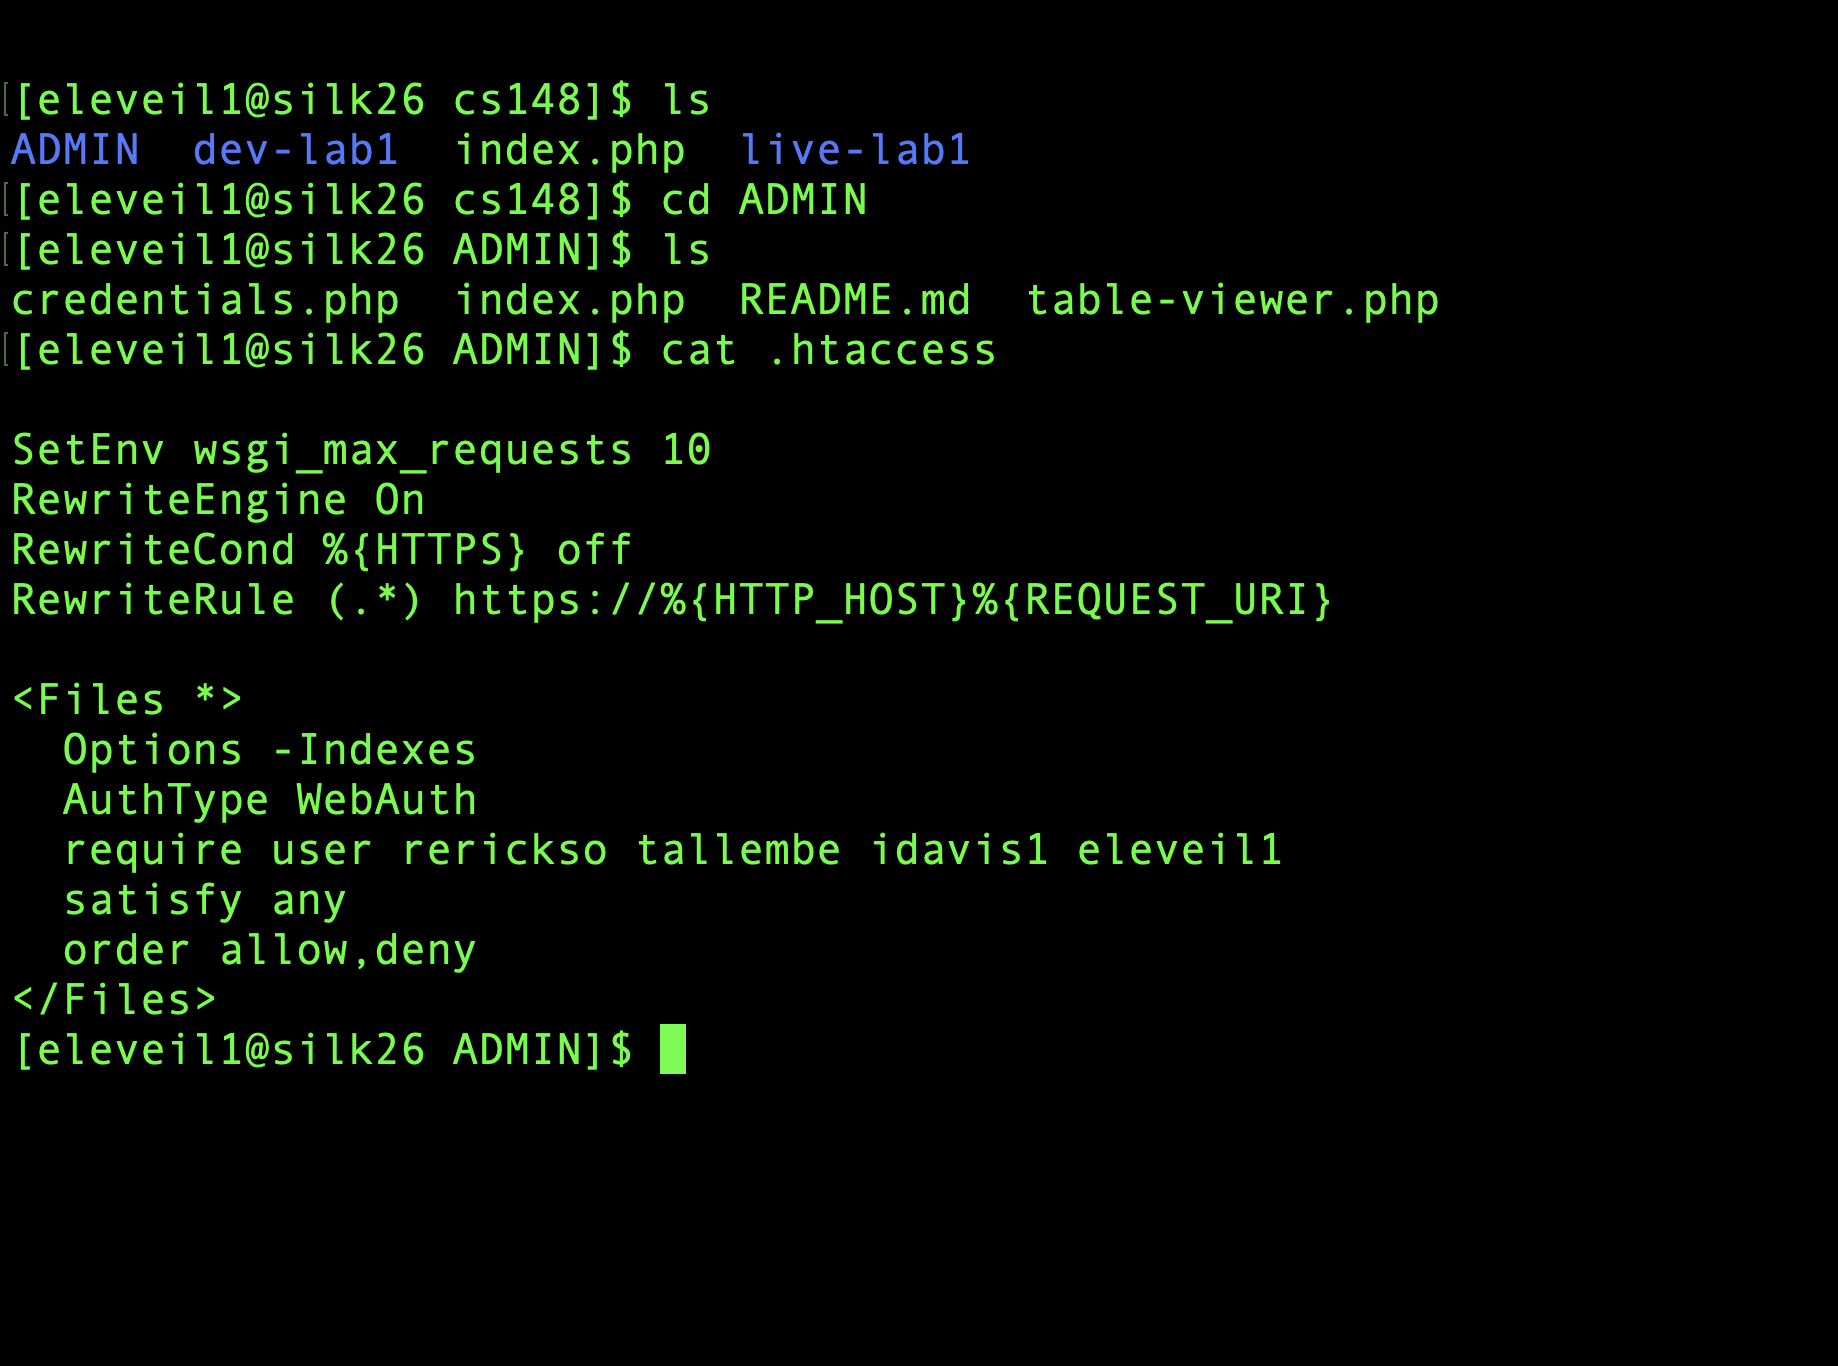 [eleveil1@silk26 cs148]$ ls
ADMIN  dev-lab1  index.php  live-lab1
[eleveil1@silk26 cs148]$ cd ADMIN
[eleveil1@silk26 ADMIN]$ ls
credentials.php  index.php  README.md  table-viewer.php
[eleveil1@silk26 ADMIN]$ cat .htaccess
SetEnv wsgi_max_requests 10
RewriteEngine On
RewriteCond %{HTTPS} off
RewriteRule (.*) https://%{HTTP_HOST}%{REQUEST_URI}
<Files *>
  Options -Indexes
  AuthType WebAuth
  require user rerickso tallembe idavis1 eleveil1
  satisfy any
  order allow,deny
</Files>
[eleveil1@silk26 ADMIN]$